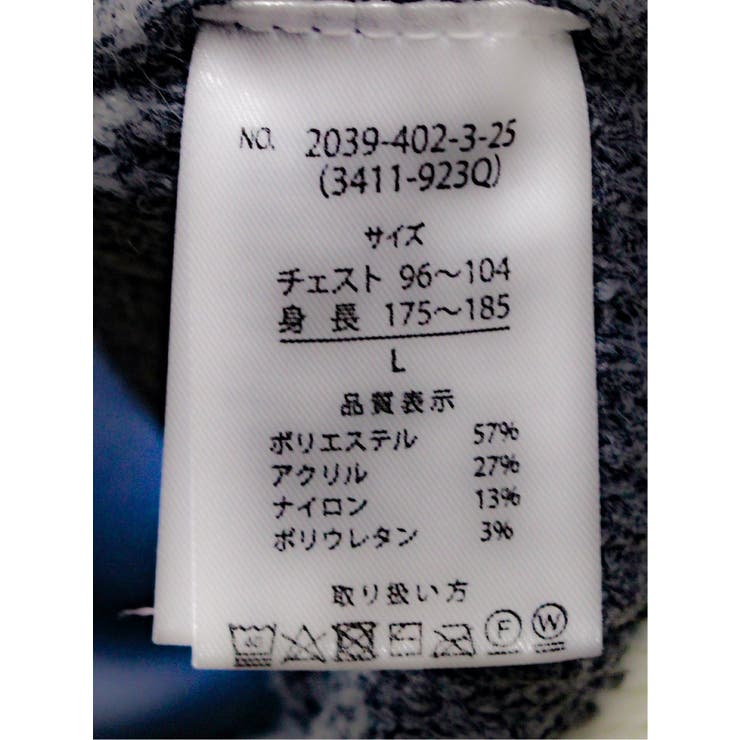 NO. 2039-402-3-25
(3411-923Q)
サイズ
チェスト 96～104
身長 175～185
L
品質表示
ポリエステル 57%
アクリル 27%
ナイロン 13%
ポリウレタン 3%
取り扱い方
40
F W